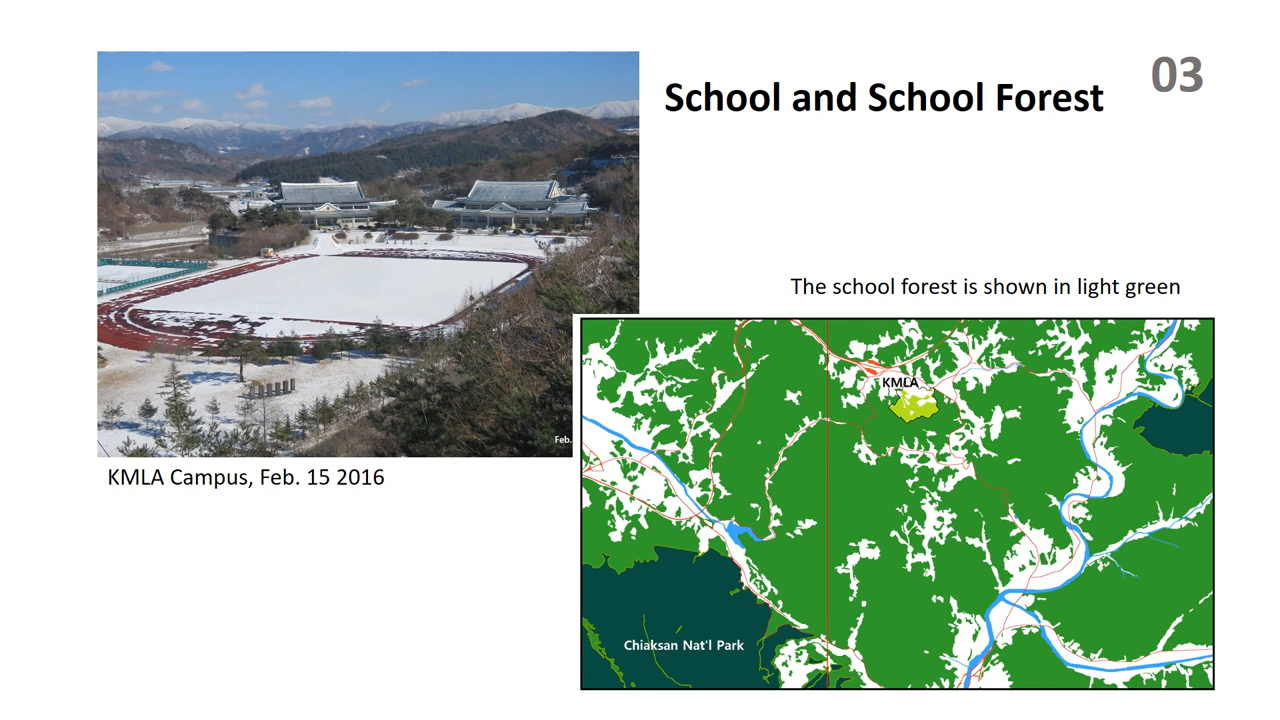 03
School and School Forest
The school forest is shown in light green
KMLA
Feb.
KMLA Campus, Feb. 15 2016
Chiaksan Nat'l Park